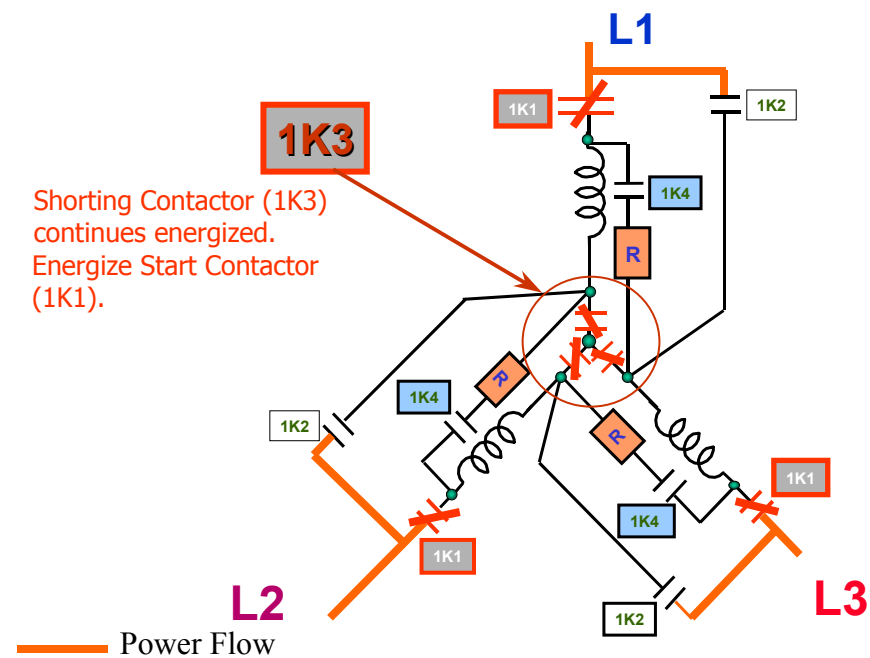 L1
1K1
1K2
1K3
1K4
Shorting Contactor (1K3)
continues energized.
Energize Start Contactor
(1K1).
R
R
1K4
1K2
R
1K1
1K4
1K1
L2
L3
1K2
Power Flow